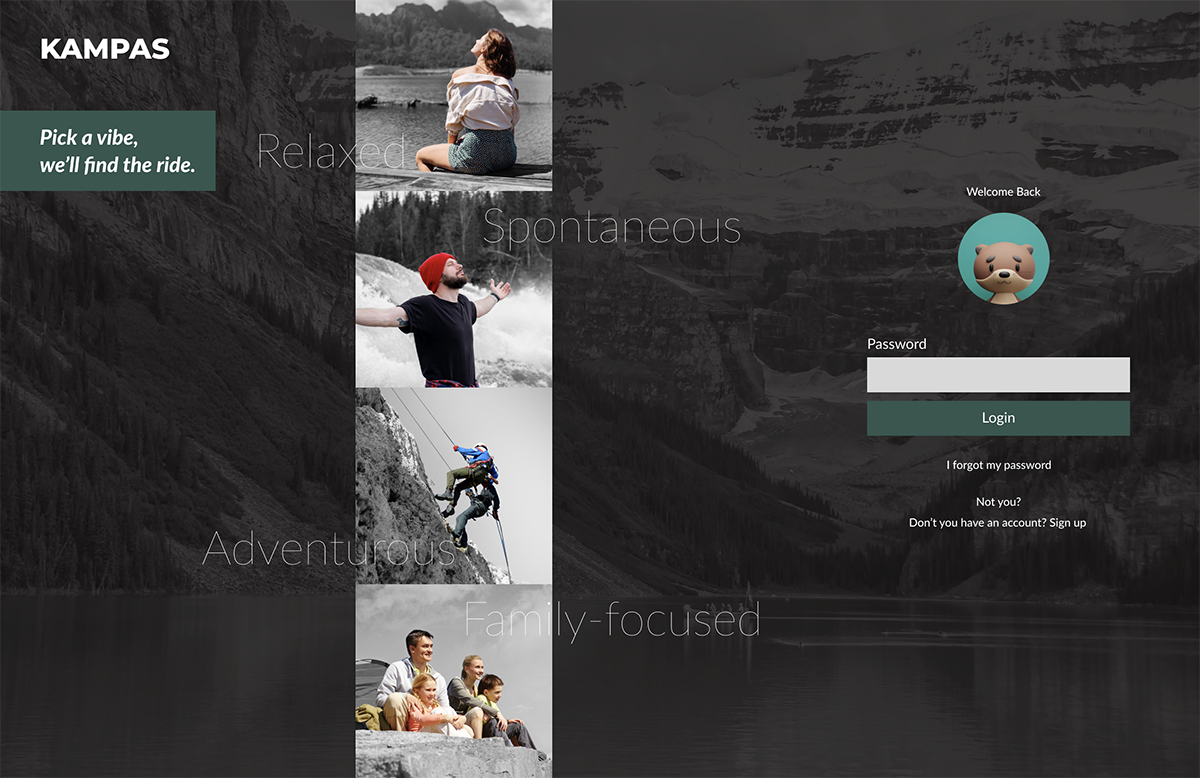 KAMPAS
Pick a vibe,
we’ll find the ride.
Relaxed
Spontaneous
Adventurous
Family-focused
Welcome Back
Password
Login
I forgot my password
Not you?
Don’t you have an account? Sign up